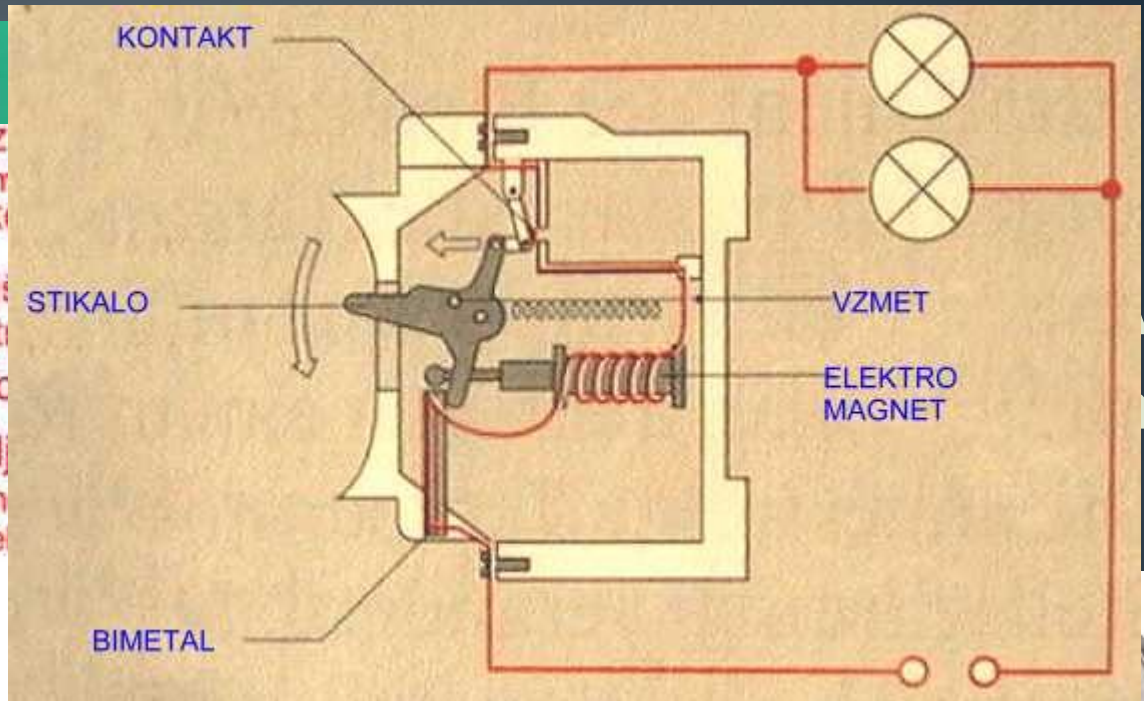 KONTAKT
STIKALO
VZMET
ELEKTRO
MAGNET
BIMETAL